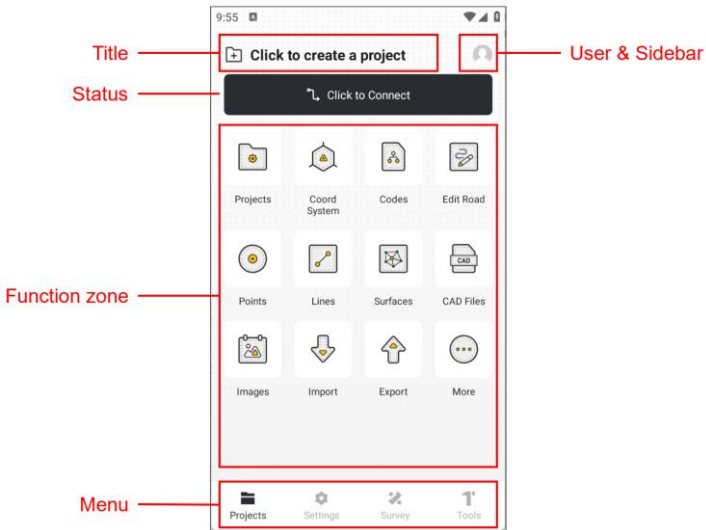 9:55
Title
Click to create a project
User & Sidebar
Status
Click to Connect
Projects
Coord
System
Codes
Edit Road
CAD
Function zone
Points
Lines
Surfaces
CAD Files
Images
Import
Export
More
Menu
Projects
Settings
Survey
Tools